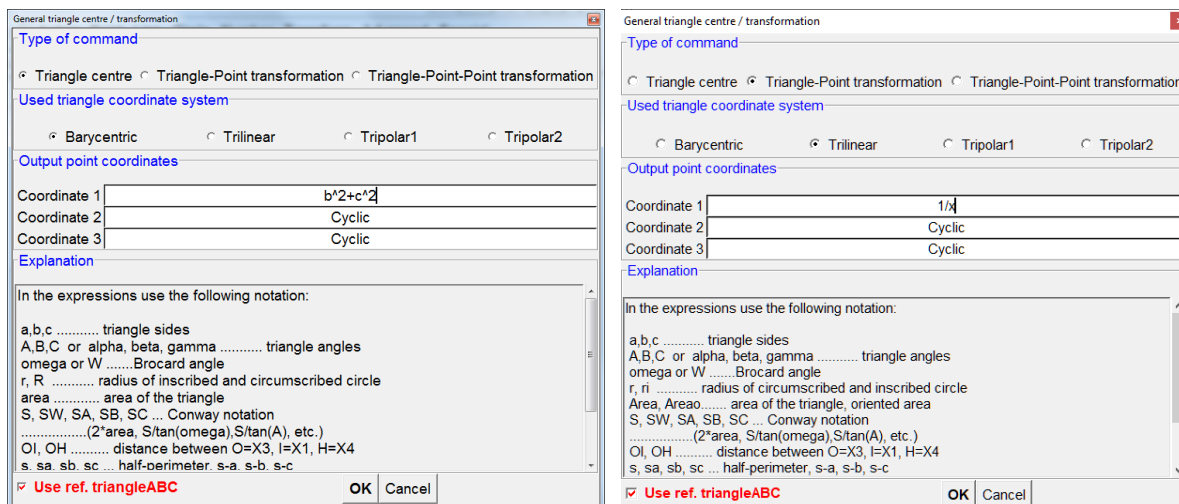 General triangle centre / transformation
Type of command
Triangle centre Triangle-Point transformation Triangle-Point-Point transformation
Used triangle coordinate system
Barycentric Trilinear Tripolar1 Tripolar2
Output point coordinates
Coordinate 1 b^2+c^2
Coordinate 2 Cyclic
Coordinate 3 Cyclic
Explanation
In the expressions use the following notation:
a,b,c ........... triangle sides
A,B,C or alpha, beta, gamma .......... triangle angles
omega or W .......Brocard angle
r, R ........... radius of inscribed and circumscribed circle
area ........... area of the triangle
S, SW, SA, SB, SC ... Conway notation
.................(2*area, S/tan(omega),S/tan(A), etc.)
OI, OH .......... distance between O=X3, I=X1, H=X4
s, sa, sb, sc ... half-perimeter, s-a, s-b, s-c
Use ref. triangleABC OK Cancel
General triangle centre / transformation
Type of command
Triangle centre Triangle-Point transformation Triangle-Point-Point transformation
Used triangle coordinate system
Barycentric Trilinear Tripolar1 Tripolar2
Output point coordinates
Coordinate 1 1/x
Coordinate 2 Cyclic
Coordinate 3 Cyclic
Explanation
In the expressions use the following notation:
a,b,c ........... triangle sides
A,B,C or alpha, beta, gamma .......... triangle angles
omega or W .......Brocard angle
r, ri ........... radius of circumscribed and inscribed circle
Area, Areao....... area of the triangle, oriented area
S, SW, SA, SB, SC ... Conway notation
.................(2*area, S/tan(omega),S/tan(A), etc.)
OI, OH .......... distance between O=X3, I=X1, H=X4
s, sa, sb, sc ... half-perimeter, s-a, s-b, s-c
Use ref. triangleABC OK Cancel